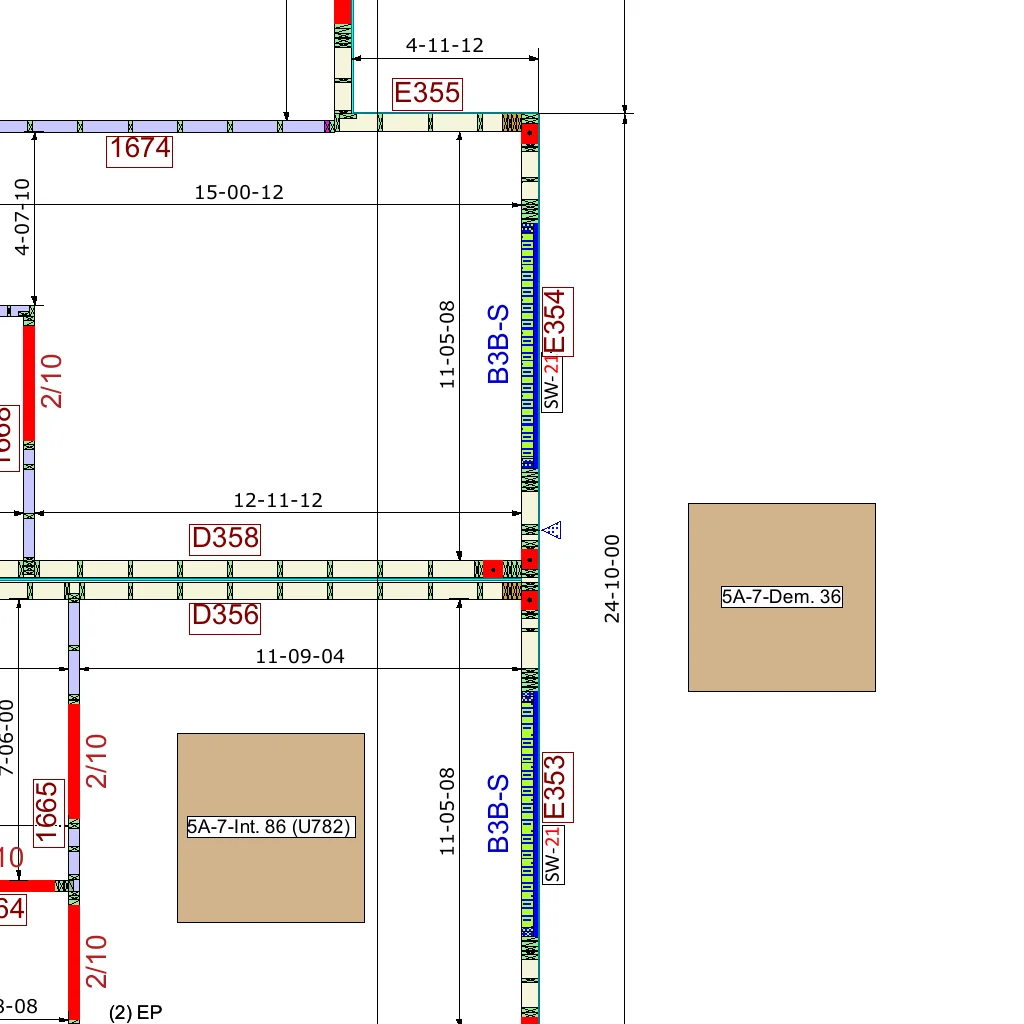 4-11-12
E355
1674
15-00-12
4-07-10
11-05-08
B3B-S
E354
SW-21
2/10
12-11-12
D358
24-10-00
5A-7-Dem. 36
D356
11-09-04
7-06-00
2/10
1665
5A-7-Int. 86 (U782)
11-05-08
B3B-S
E353
SW-21
10
64
2/10
8-08
(2) EP